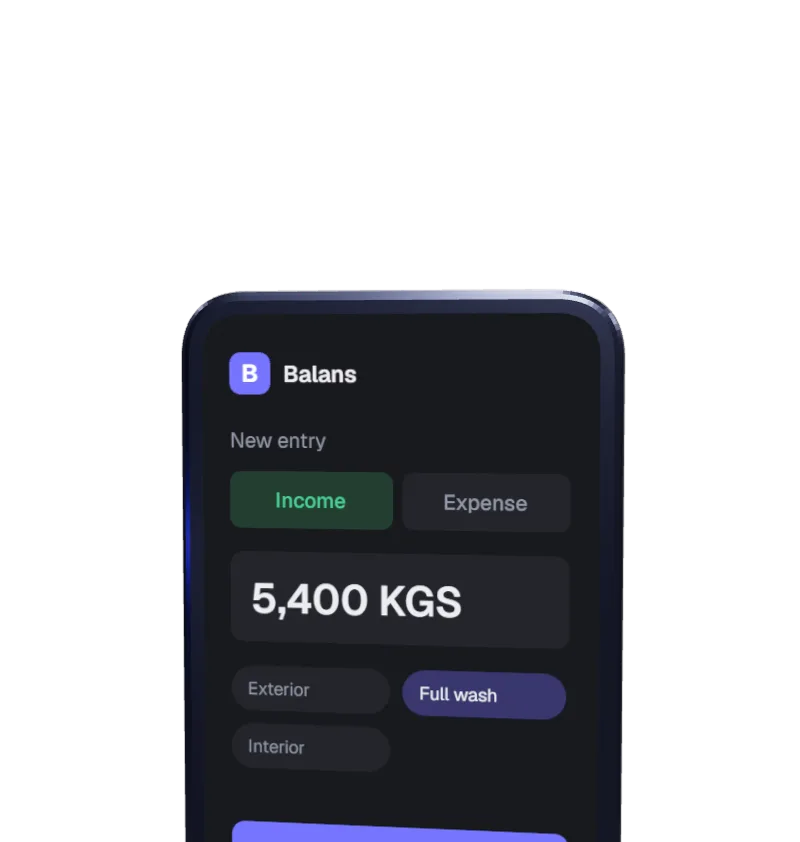 B Balans
New entry
Income Expense
5,400 KGS
Exterior Full wash
Interior